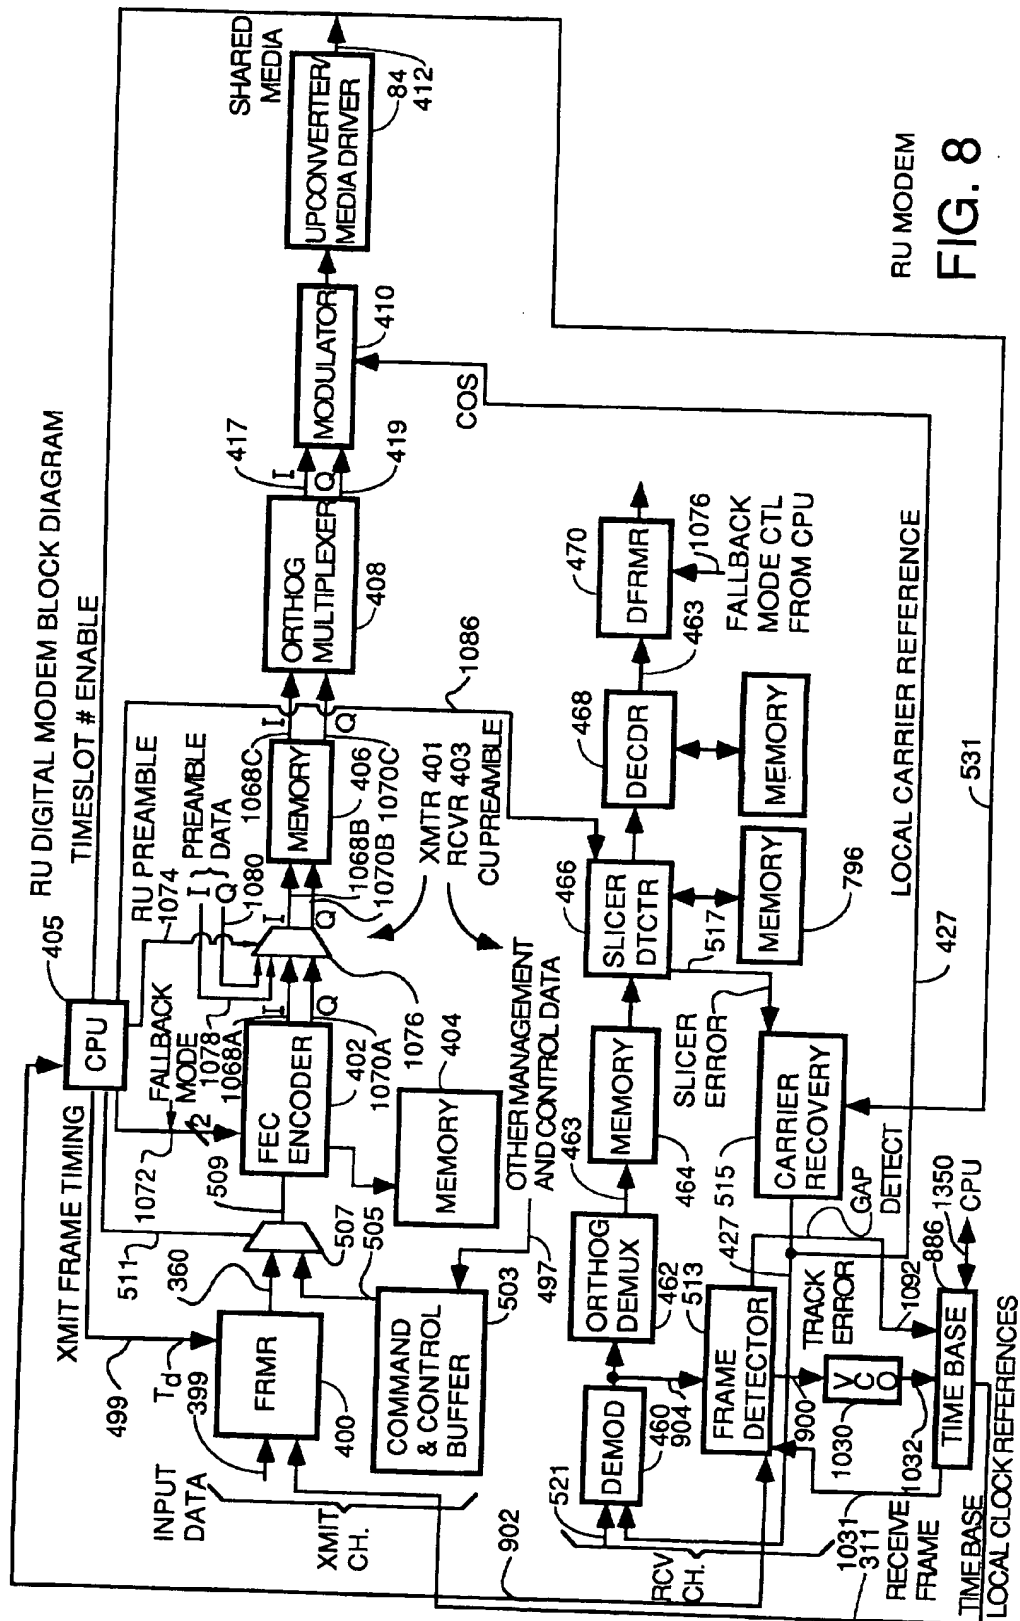 RU DIGITAL MODEM BLOCK DIAGRAM
TIMESLOT # ENABLE
SHARED
MEDIA
405
CPU
XMIT FRAME TIMING
499
Td
399
INPUT
DATA
XMIT
CH.
FRMR
400
360
511
1072
509
507
505
FALLBACK
MODE
2
1078
1068A
RU PREAMBLE
1074
I
Q
}
PREAMBLE
DATA
1080
FEC
ENCODER
402
1070A
I
Q
1076
MEMORY
404
I
Q
1068B
1070B
MEMORY
406
1068C
1070C
I
Q
ORTHOG
MULTIPLEXER
408
1086
417
I
Q
419
MODULATOR
410
COS
UPCONVERTER/
MEDIA DRIVER
84
412
COMMAND
& CONTROL
BUFFER
503
497
OTHER MANAGEMENT
AND CONTROL DATA
XMTR 401
RCVR 403
CU PREAMBLE
902
RCV
CH.
521
DEMOD
460
904
ORTHOG
DEMUX
462
463
MEMORY
464
SLICER
DTCTR
466
517
SLICER
ERROR
MEMORY
796
DECDR
468
MEMORY
463
DFRMR
470
1076
FALLBACK
MODE CTL
FROM CPU
FRAME
DETECTOR
513
900
427
515
CARRIER
RECOVERY
GAP
DETECT
TRACK
ERROR
1092
VCO
1030
1032
TIME BASE
886
1350
CPU
1031
311
RECEIVE
FRAME
TIME BASE
LOCAL CLOCK REFERENCES
LOCAL CARRIER REFERENCE
427
531
RU MODEM
FIG. 8